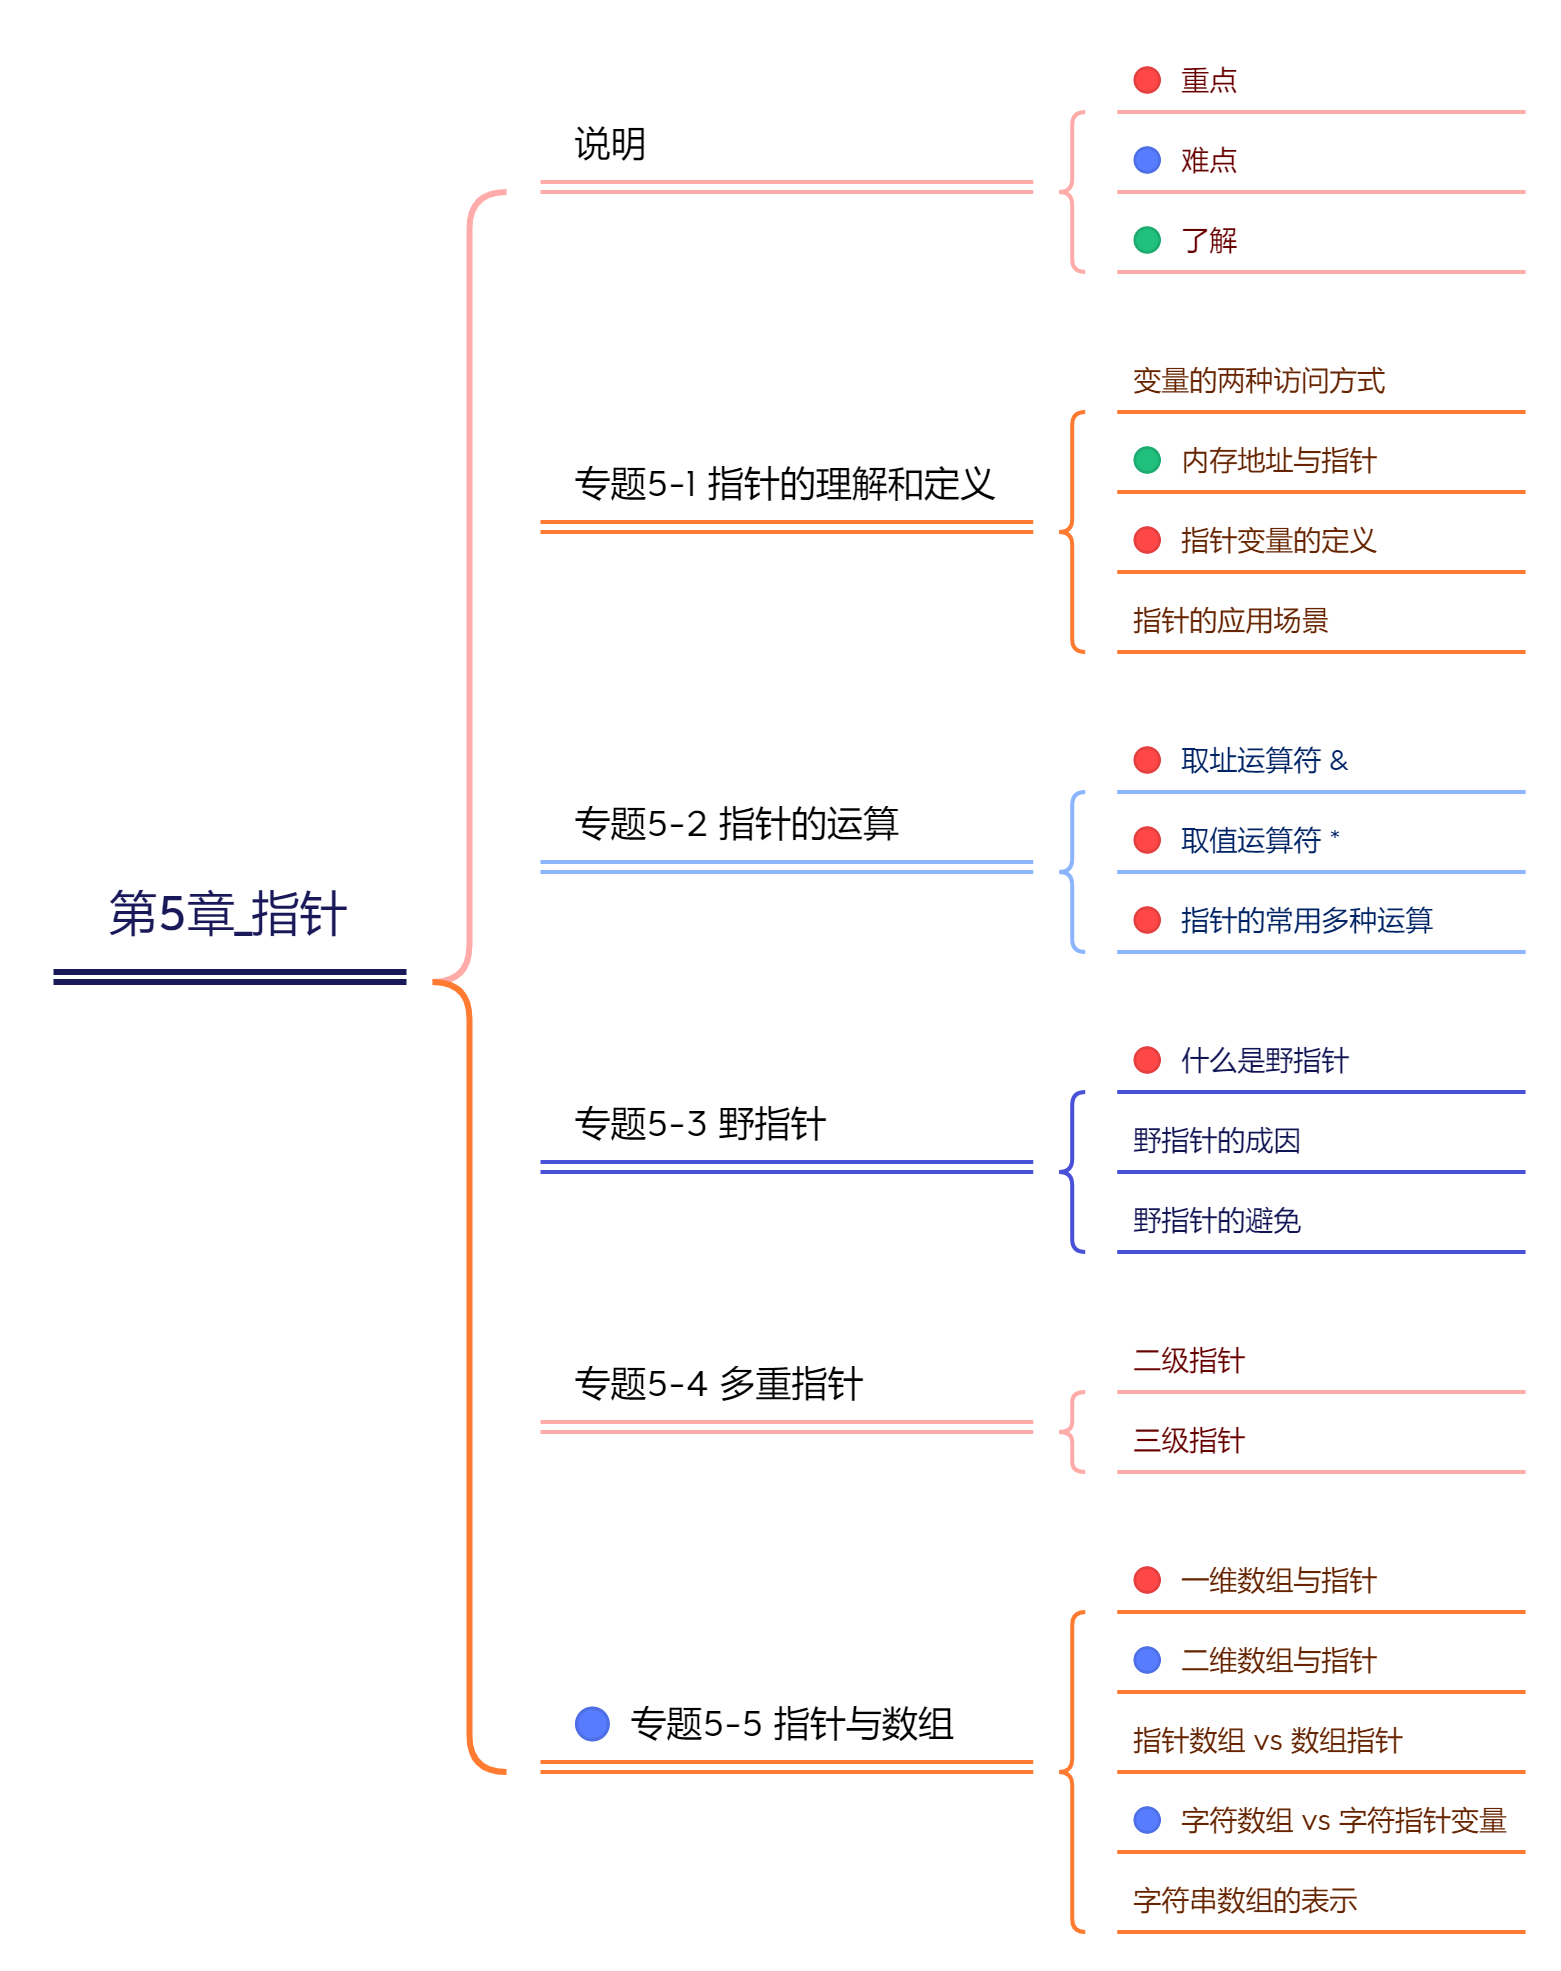 第5章_指针
说明
重点
难点
了解
专题5-1 指针的理解和定义
变量的两种访问方式
内存地址与指针
指针变量的定义
指针的应用场景
专题5-2 指针的运算
取址运算符 &
取值运算符 *
指针的常用多种运算
专题5-3 野指针
什么是野指针
野指针的成因
野指针的避免
专题5-4 多重指针
二级指针
三级指针
专题5-5 指针与数组
一维数组与指针
二维数组与指针
指针数组 vs 数组指针
字符数组 vs 字符指针变量
字符串数组的表示